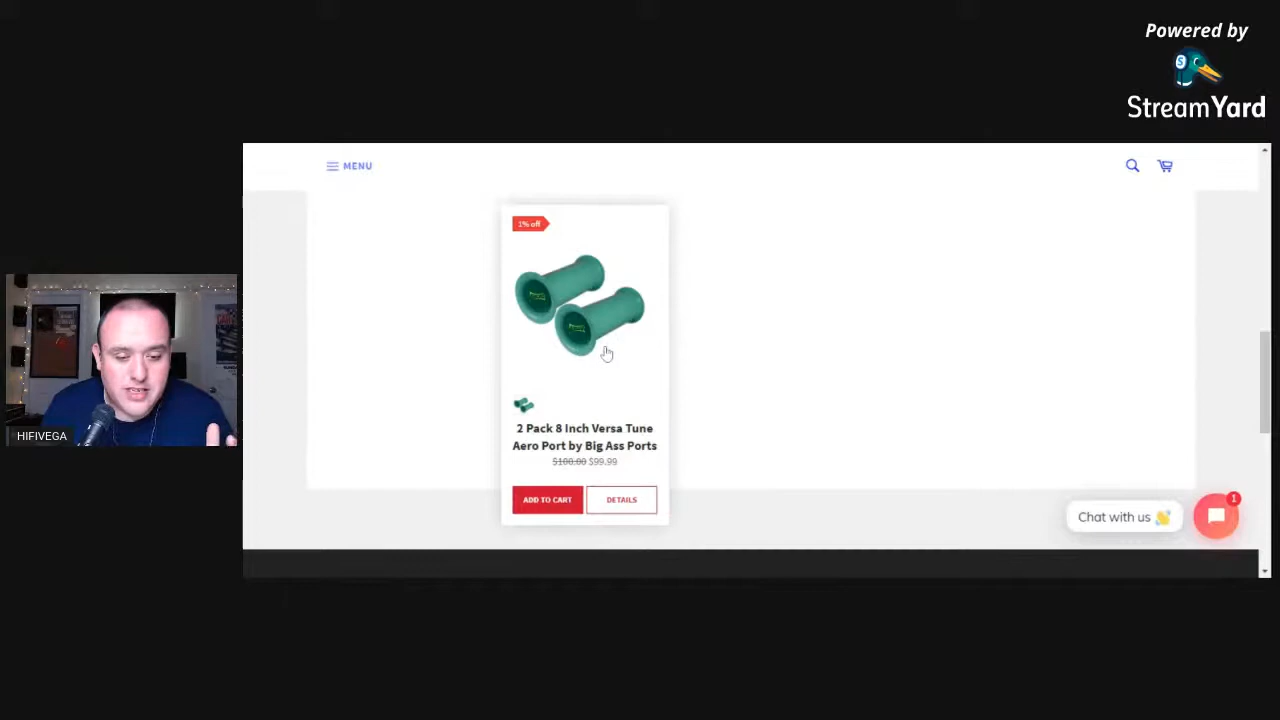 Powered by
StreamYard
MENU
1% off
2 Pack 8 Inch Versa Tune
Aero Port by Big Ass Ports
$100.00 $99.99
ADD TO CART
DETAILS
HIFIVEGA
Chat with us
1